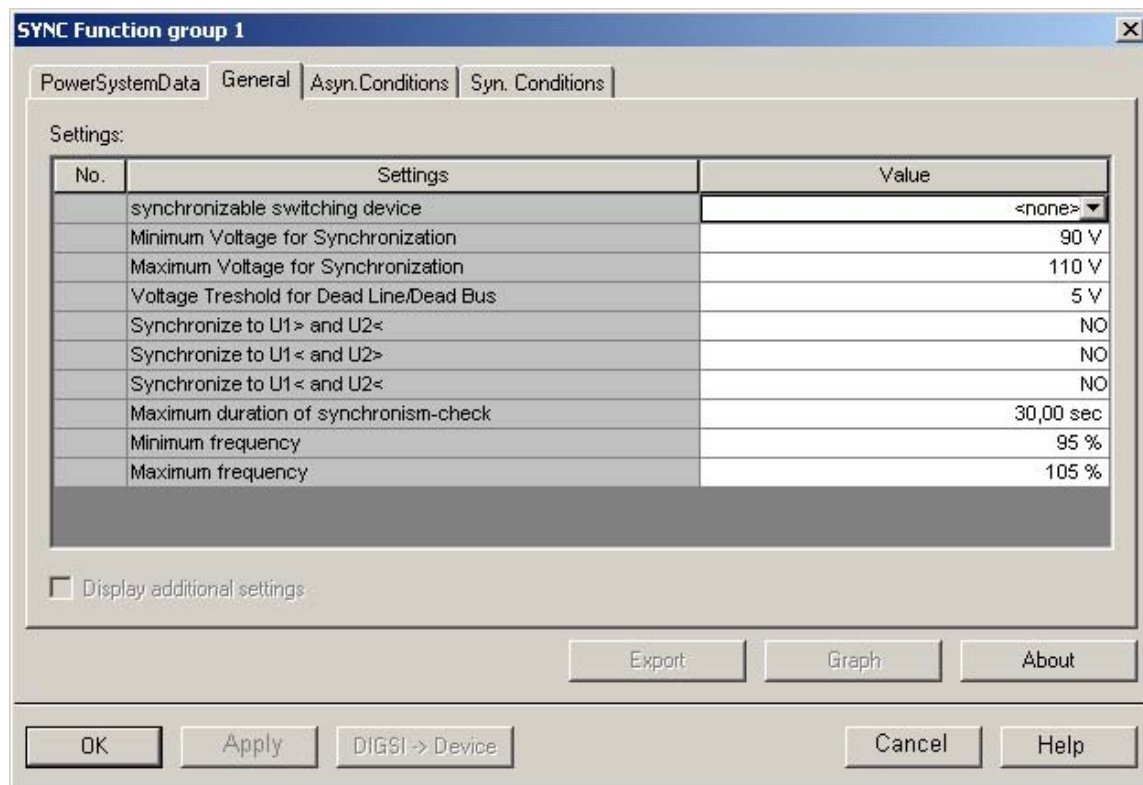 SYNC Function group 1
PowerSystemData General Asyn.Conditions Syn. Conditions
Settings:
No. Settings Value
synchronizable switching device <none>
Minimum Voltage for Synchronization 90 V
Maximum Voltage for Synchronization 110 V
Voltage Treshold for Dead Line/Dead Bus 5 V
Synchronize to U1> and U2< NO
Synchronize to U1< and U2> NO
Synchronize to U1< and U2< NO
Maximum duration of synchronism-check 30,00 sec
Minimum frequency 95 %
Maximum frequency 105 %
Display additional settings
Export Graph About
OK Apply DIGSI -> Device Cancel Help